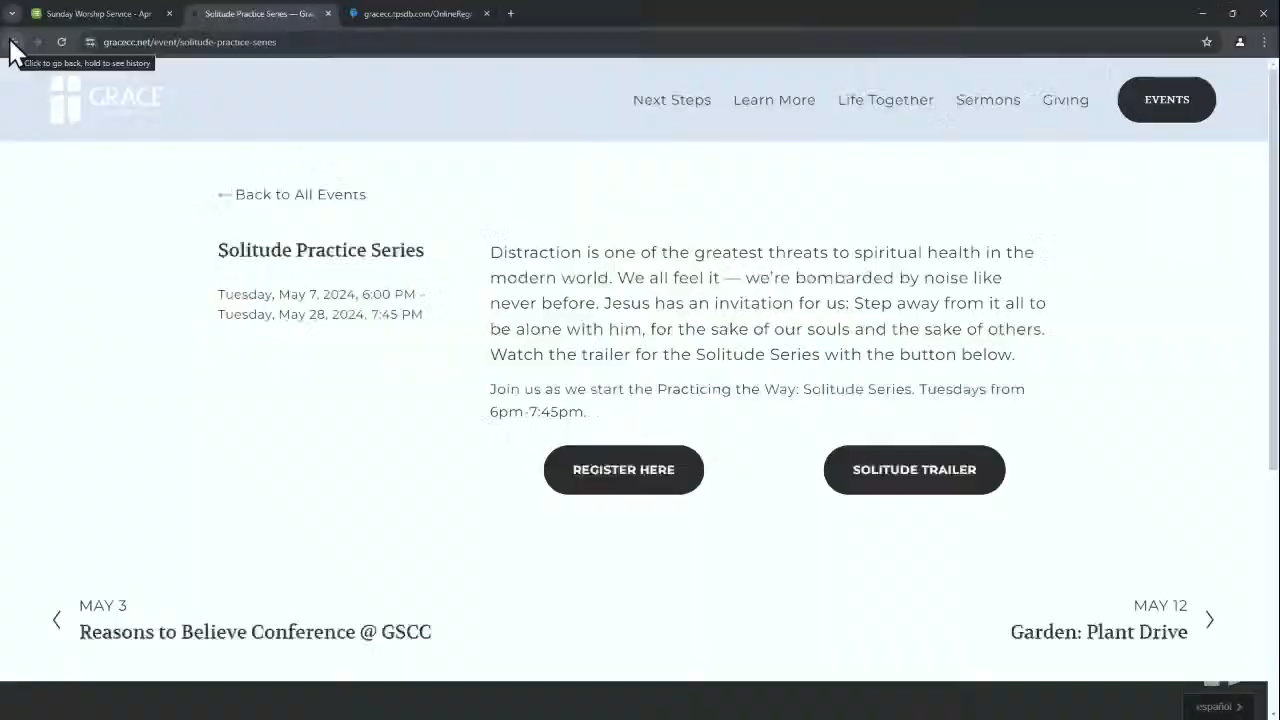 Sunday Worship Service - Apr
Solitude Practice Series — Gra
gracecc.tpsdb.com/OnlineReg
gracecc.net/event/solitude-practice-series
Click to go back, hold to see history
GRACE
Next Steps
Learn More
Life Together
Sermons
Giving
EVENTS
← Back to All Events
Solitude Practice Series
Tuesday, May 7, 2024, 6:00 PM –
Tuesday, May 28, 2024, 7:45 PM
Distraction is one of the greatest threats to spiritual health in the
modern world. We all feel it — we're bombarded by noise like
never before. Jesus has an invitation for us: Step away from it all to
be alone with him, for the sake of our souls and the sake of others.
Watch the trailer for the Solitude Series with the button below.
Join us as we start the Practicing the Way: Solitude Series. Tuesdays from
6pm-7:45pm.
REGISTER HERE
SOLITUDE TRAILER
MAY 3
Reasons to Believe Conference @ GSCC
MAY 12
Garden: Plant Drive
español